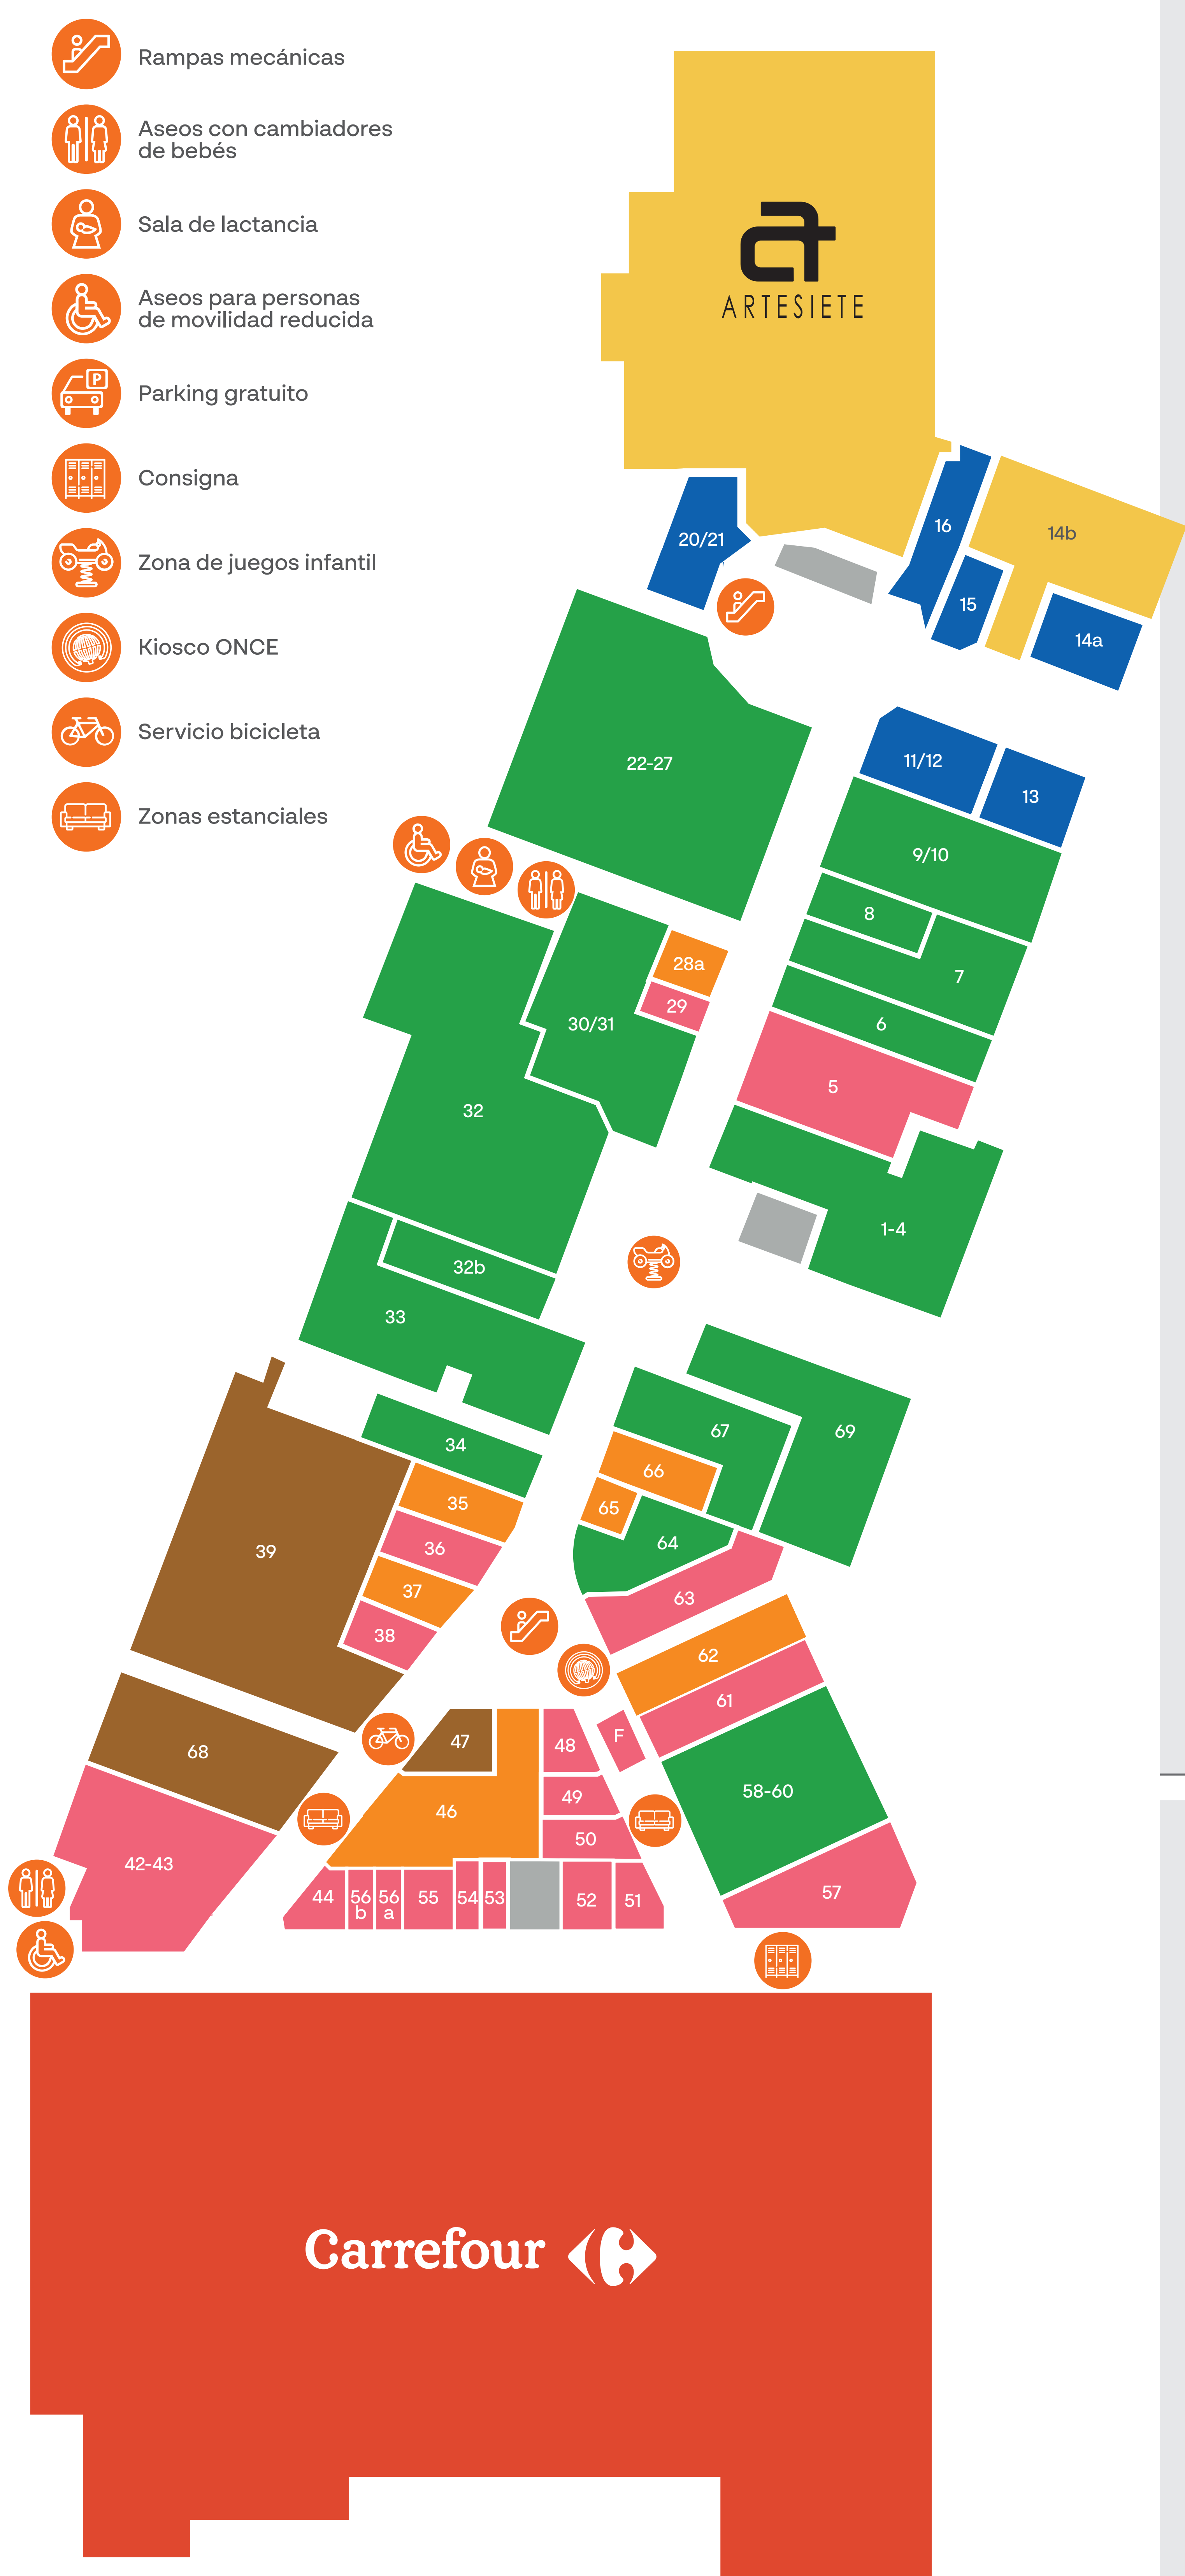 Rampas mecánicas
Aseos con cambiadores
de bebés
Sala de lactancia
Aseos para personas
de movilidad reducida
P
Parking gratuito
Consigna
Zona de juegos infantil
Kiosco ONCE
Servicio bicicleta
Zonas estanciales
ARTESIETE
16
14b
20/21
15
14a
22-27
11/12
13
9/10
8
28a
7
29
30/31
6
5
32
1-4
32b
33
67
69
34
66
35
65
64
36
39
37
63
38
62
61
F
47
48
68
58-60
49
46
50
42-43
57
44
56
b
56
a
55
54
53
52
51
Carrefour